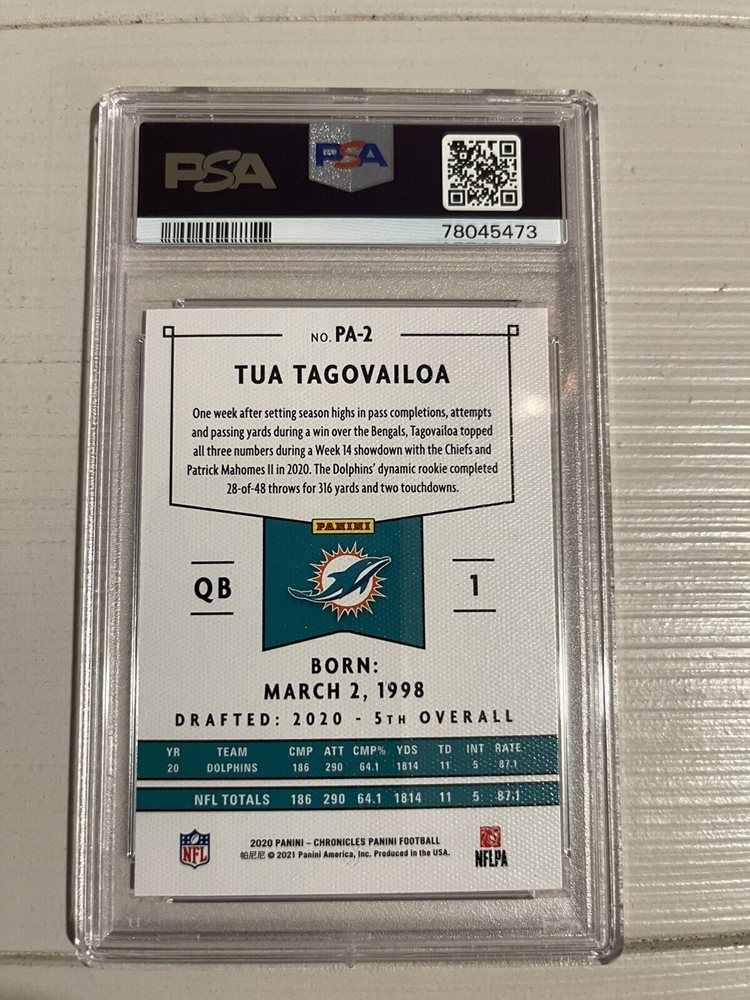 PSA PSA
78045473
NO. PA-2
TUA TAGOVAILOA
One week after setting season highs in pass completions, attempts
and passing yards during a win over the Bengals, Tagovailoa topped
all three numbers during a Week 14 showdown with the Chiefs and
Patrick Mahomes II in 2020. The Dolphins' dynamic rookie completed
28-of-48 throws for 316 yards and two touchdowns.
PANINI
QB 1
BORN:
MARCH 2, 1998
DRAFTED: 2020 - 5TH OVERALL
YR TEAM CMP ATT CMP% YDS TD INT RATE
20 DOLPHINS 186 290 64.1 1814 11 5 87.1
NFL TOTALS 186 290 64.1 1814 11 5 87.1
NFL
2020 PANINI – CHRONICLES PANINI FOOTBALL
帕尼尼 © 2021 Panini America, Inc. Produced in the USA.
NFLPA